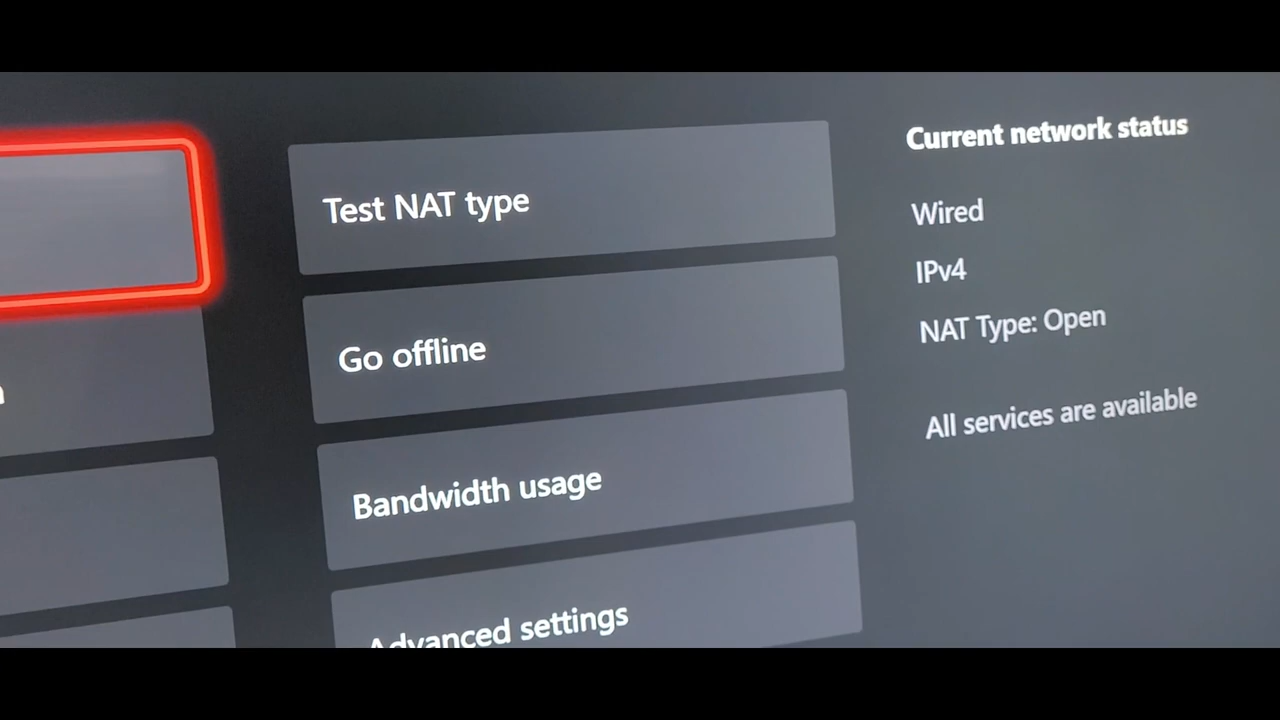 Test NAT type
Go offline
Bandwidth usage
Advanced settings
Current network status
Wired
IPv4
NAT Type: Open
All services are available